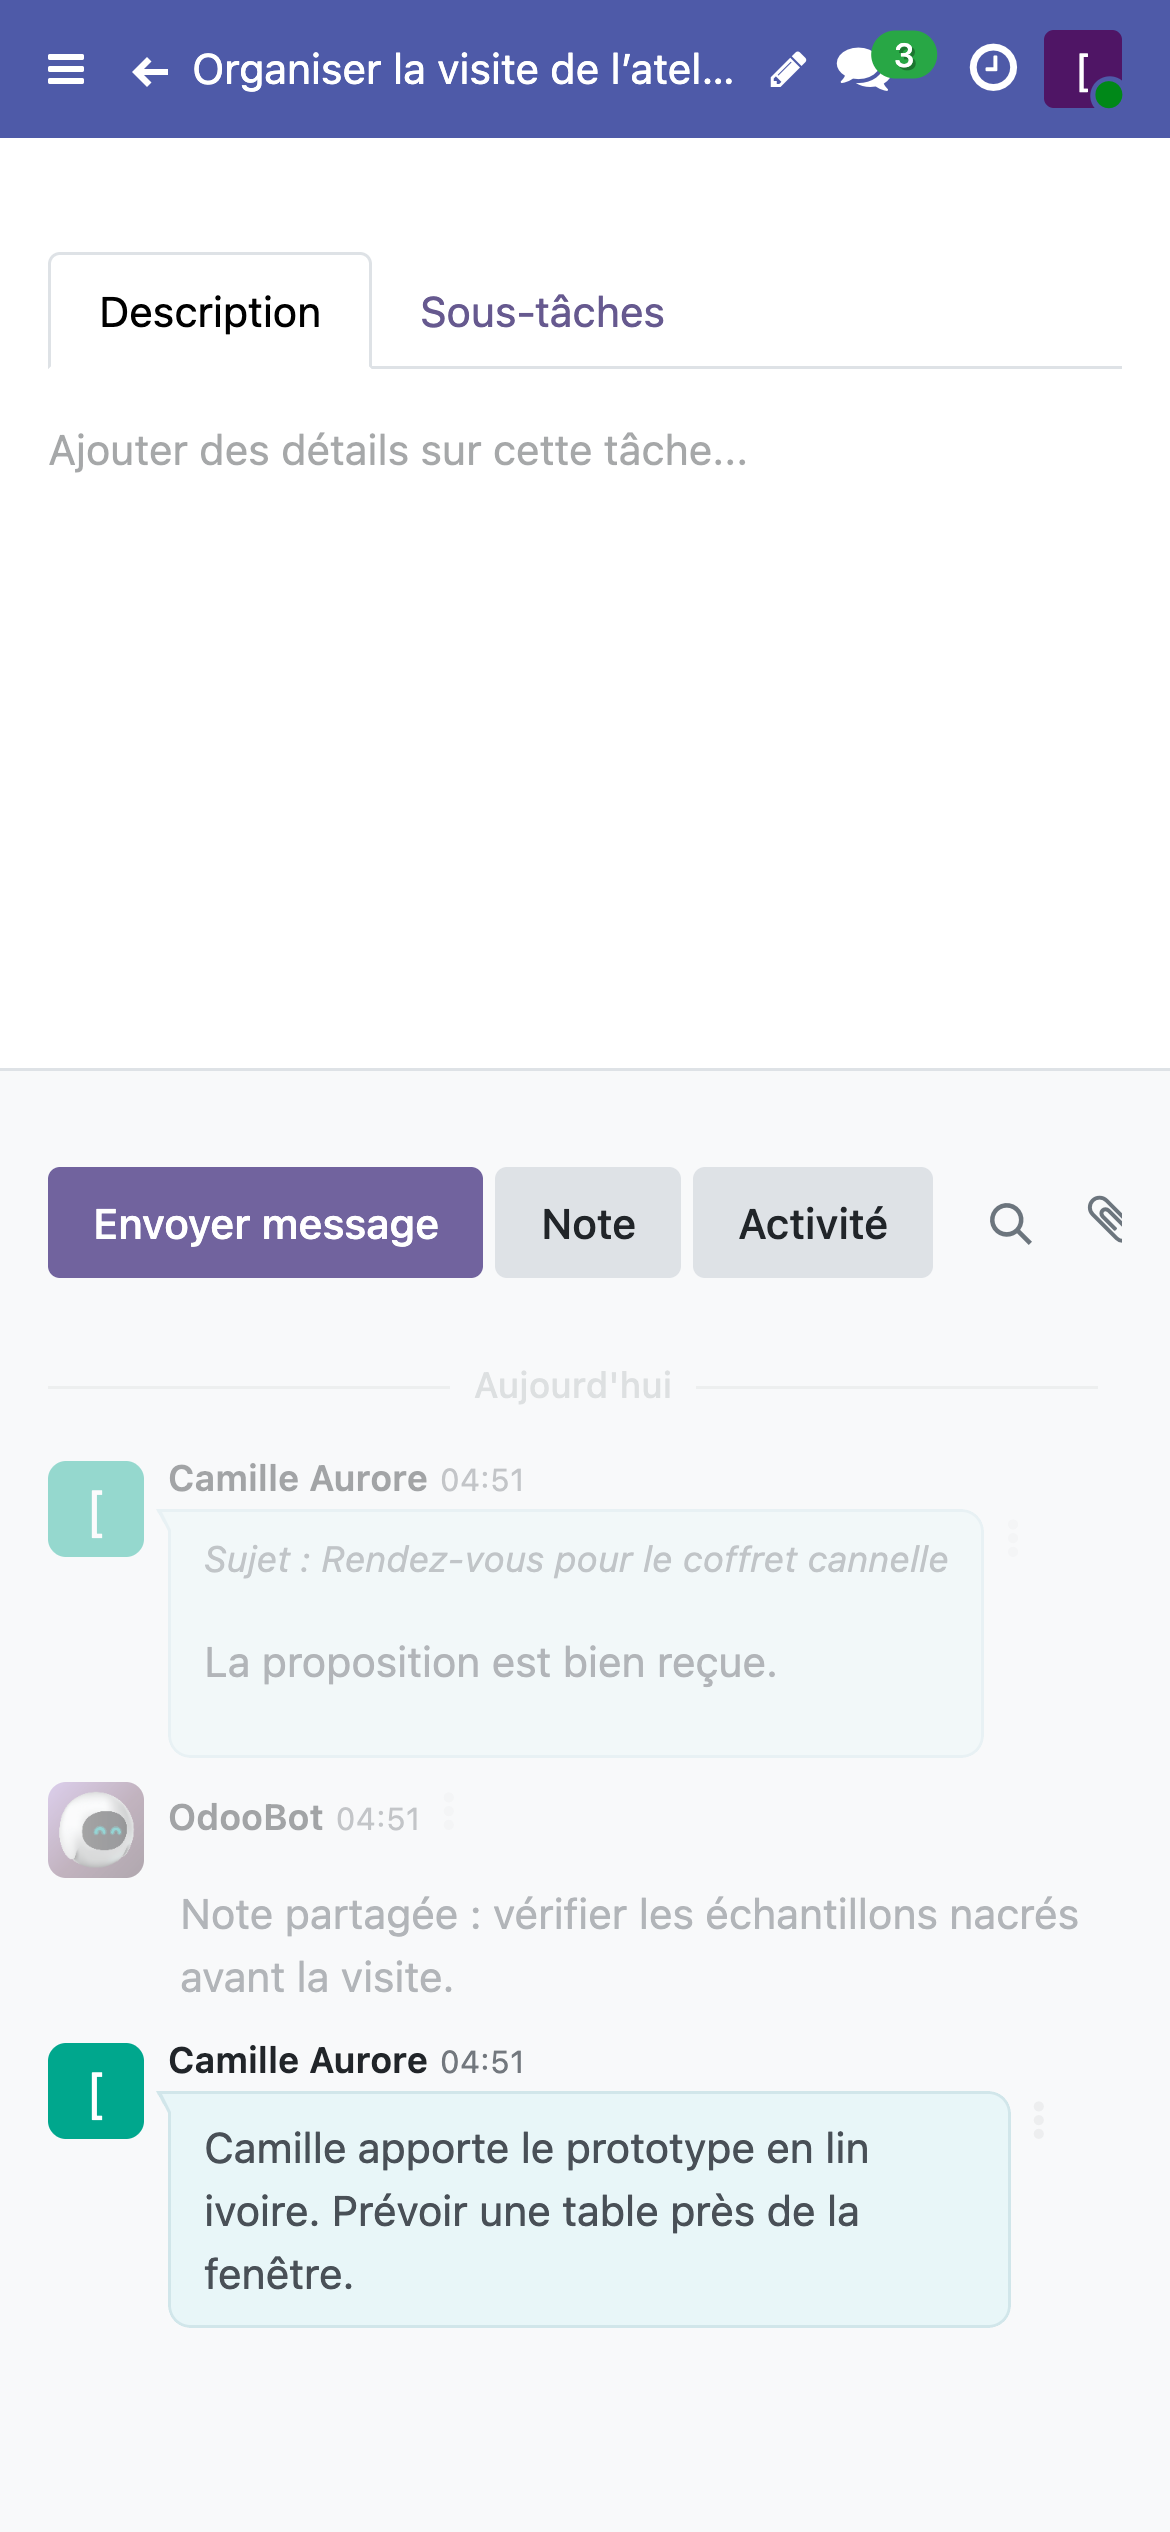 Organiser la visite de l’atel...
3
[
Description
Sous-tâches
Ajouter des détails sur cette tâche...
Envoyer message
Note
Activité
Aujourd'hui
[
Camille Aurore 04:51
Sujet : Rendez-vous pour le coffret cannelle
La proposition est bien reçue.
OdooBot 04:51
Note partagée : vérifier les échantillons nacrés
avant la visite.
[
Camille Aurore 04:51
Camille apporte le prototype en lin
ivoire. Prévoir une table près de la
fenêtre.